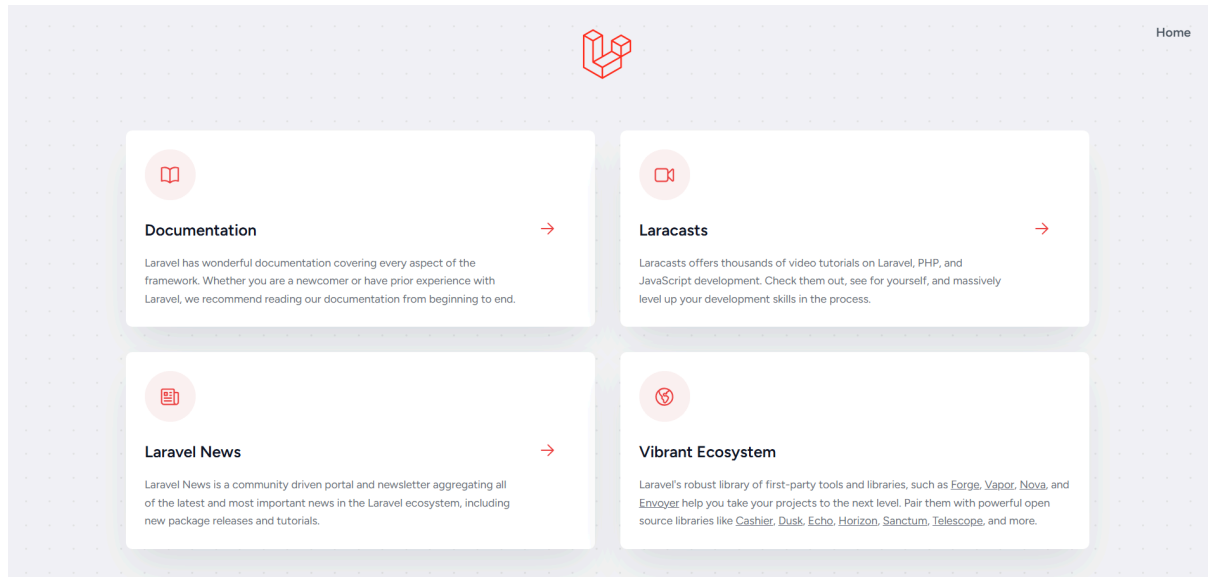 Home
Documentation
Laravel has wonderful documentation covering every aspect of the
framework. Whether you are a newcomer or have prior experience with
Laravel, we recommend reading our documentation from beginning to end.
Laracasts
Laracasts offers thousands of video tutorials on Laravel, PHP, and
JavaScript development. Check them out, see for yourself, and massively
level up your development skills in the process.
Laravel News
Laravel News is a community driven portal and newsletter aggregating all
of the latest and most important news in the Laravel ecosystem, including
new package releases and tutorials.
Vibrant Ecosystem
Laravel's robust library of first-party tools and libraries, such as Forge, Vapor, Nova, and
Envoyer help you take your projects to the next level. Pair them with powerful open
source libraries like Cashier, Dusk, Echo, Horizon, Sanctum, Telescope, and more.